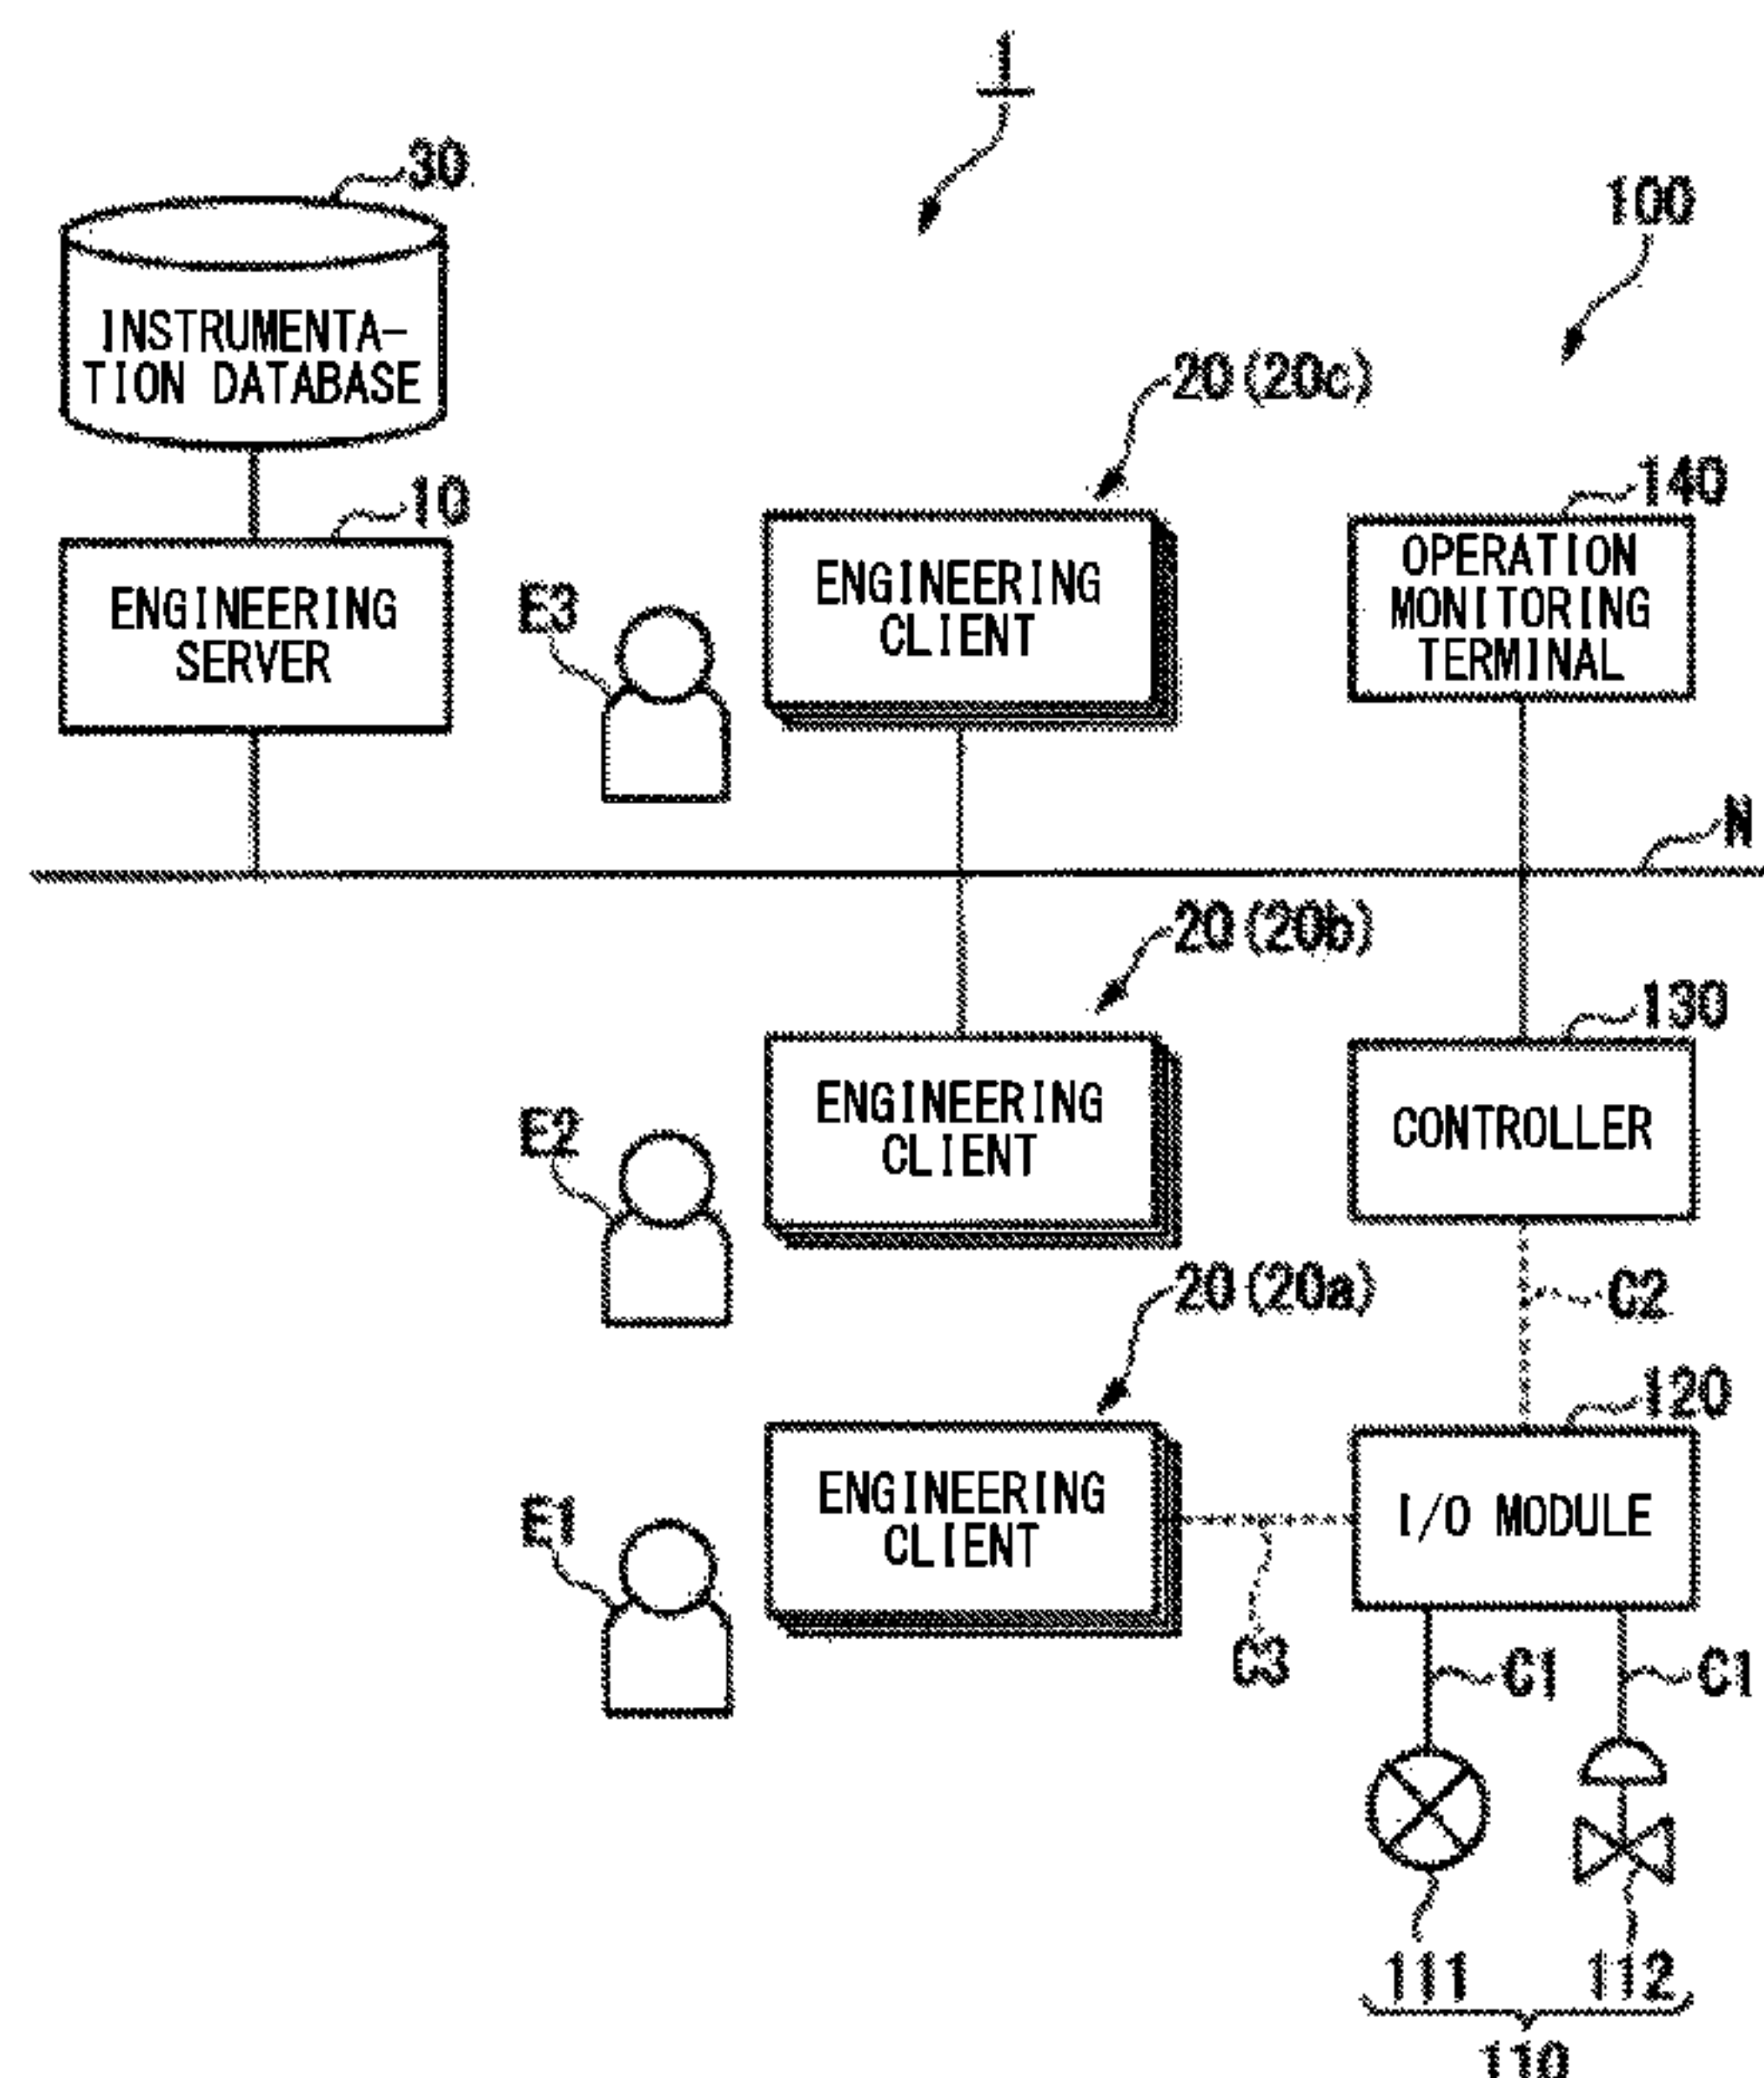 1
30
100
INSTRUMENTA-
TION DATABASE
20(20c)
10
140
ENGINEERING
SERVER
E3
ENGINEERING
CLIENT
OPERATION
MONITORING
TERMINAL
N
20(20b)
130
E2
ENGINEERING
CLIENT
CONTROLLER
20(20a)
C2
120
E1
ENGINEERING
CLIENT
I/O MODULE
C3
C1
C1
111
112
110